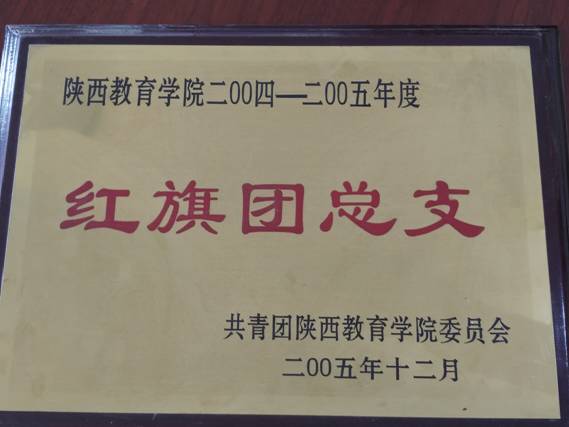 陕西教育学院二00四—二00五年度
红旗团总支
共青团陕西教育学院委员会
二00五年十二月